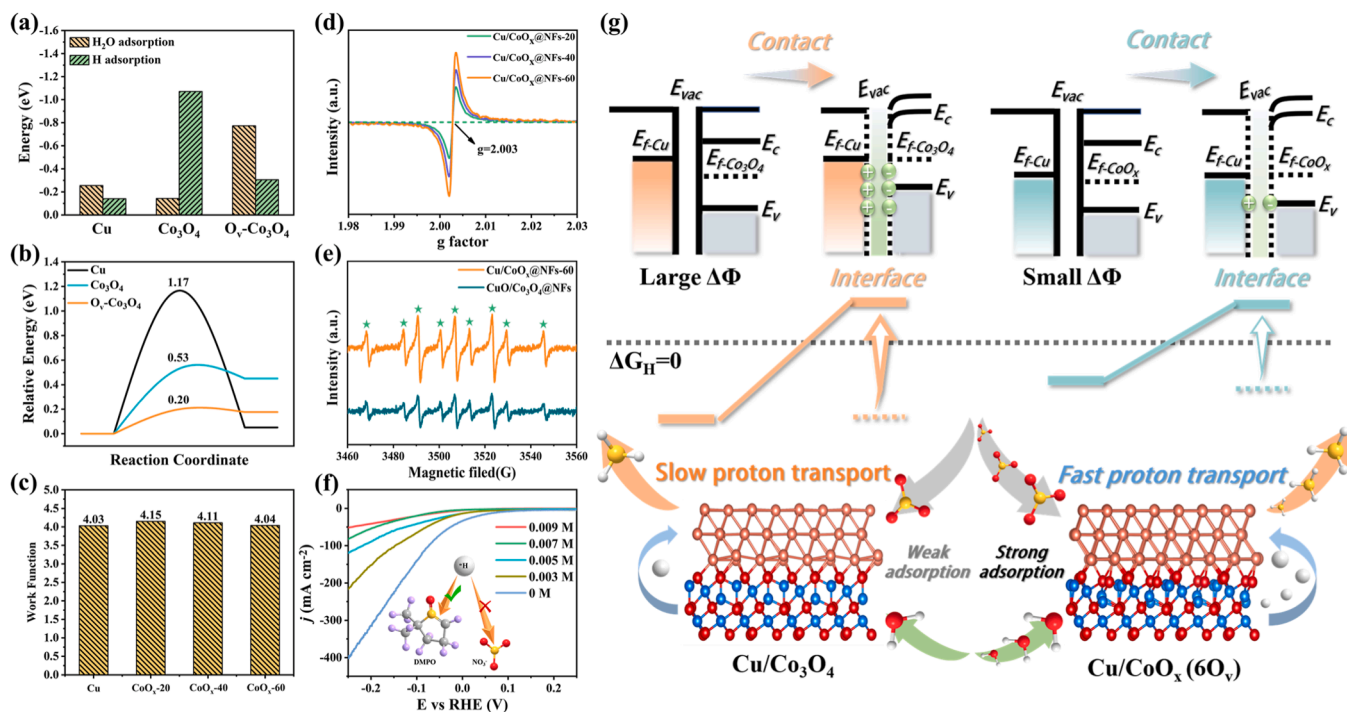 (a)
-1.6
-1.4
-1.2
-1.0
-0.8
-0.6
-0.4
-0.2
0.0
Energy (eV)
H₂O adsorption
H adsorption
Cu
Co₃O₄
Oᵥ-Co₃O₄
(b)
1.4
1.2
1.0
0.8
0.6
0.4
0.2
0.0
Relative Energy (eV)
Cu
Co₃O₄
Oᵥ-Co₃O₄
1.17
0.53
0.20
Reaction Coordinate
(c)
5.0
4.5
4.0
3.5
3.0
2.5
2.0
1.5
1.0
0.5
0.0
Work Function
4.03
4.15
4.11
4.04
Cu
CoOₓ-20
CoOₓ-40
CoOₓ-60
(d)
Intensity (a.u.)
Cu/CoOₓ@NFs-20
Cu/CoOₓ@NFs-40
Cu/CoOₓ@NFs-60
g=2.003
1.98
1.99
2.00
2.01
2.02
2.03
g factor
(e)
Intensity (a.u.)
Cu/CoOₓ@NFs-60
CuO/Co₃O₄@NFs
3460
3480
3500
3520
3540
3560
Magnetic filed(G)
(f)
0
-100
-200
-300
-400
j (mA cm⁻²)
0.009 M
0.007 M
0.005 M
0.003 M
0 M
*H
DMPO
NO₃⁻
-0.2
-0.1
0.0
0.1
0.2
E vs RHE (V)
(g)
Contact
Contact
Evac
Ef-Cu
Ec
Ef-Co₃O₄
Ev
Large ΔΦ
Evac
Ef-Cu
Ec
Ef-Co₃O₄
Ev
+
+
+
-
-
-
Interface
Evac
Ef-Cu
Ec
Ef-CoOₓ
Ev
Small ΔΦ
Evac
Ef-Cu
Ec
Ef-CoOₓ
Ev
+
-
Interface
ΔG_H=0
Slow proton transport
Fast proton transport
Weak
adsorption
Strong
adsorption
Cu/Co₃O₄
Cu/CoOₓ (6Oᵥ)